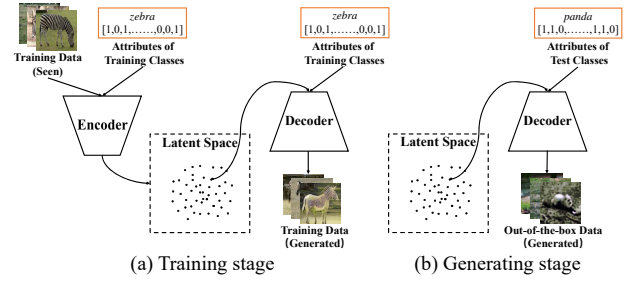 zebra
[1,0,1,......,0,0,1]
Training Data
(Seen)
Attributes of
Training Classes
Encoder
Latent Space
zebra
[1,0,1,......,0,0,1]
Attributes of
Training Classes
Decoder
Training Data
(Generated)
(a) Training stage
panda
[1,1,0,......,1,1,0]
Attributes of
Test Classes
Latent Space
Decoder
Out-of-the-box Data
(Generated)
(b) Generating stage